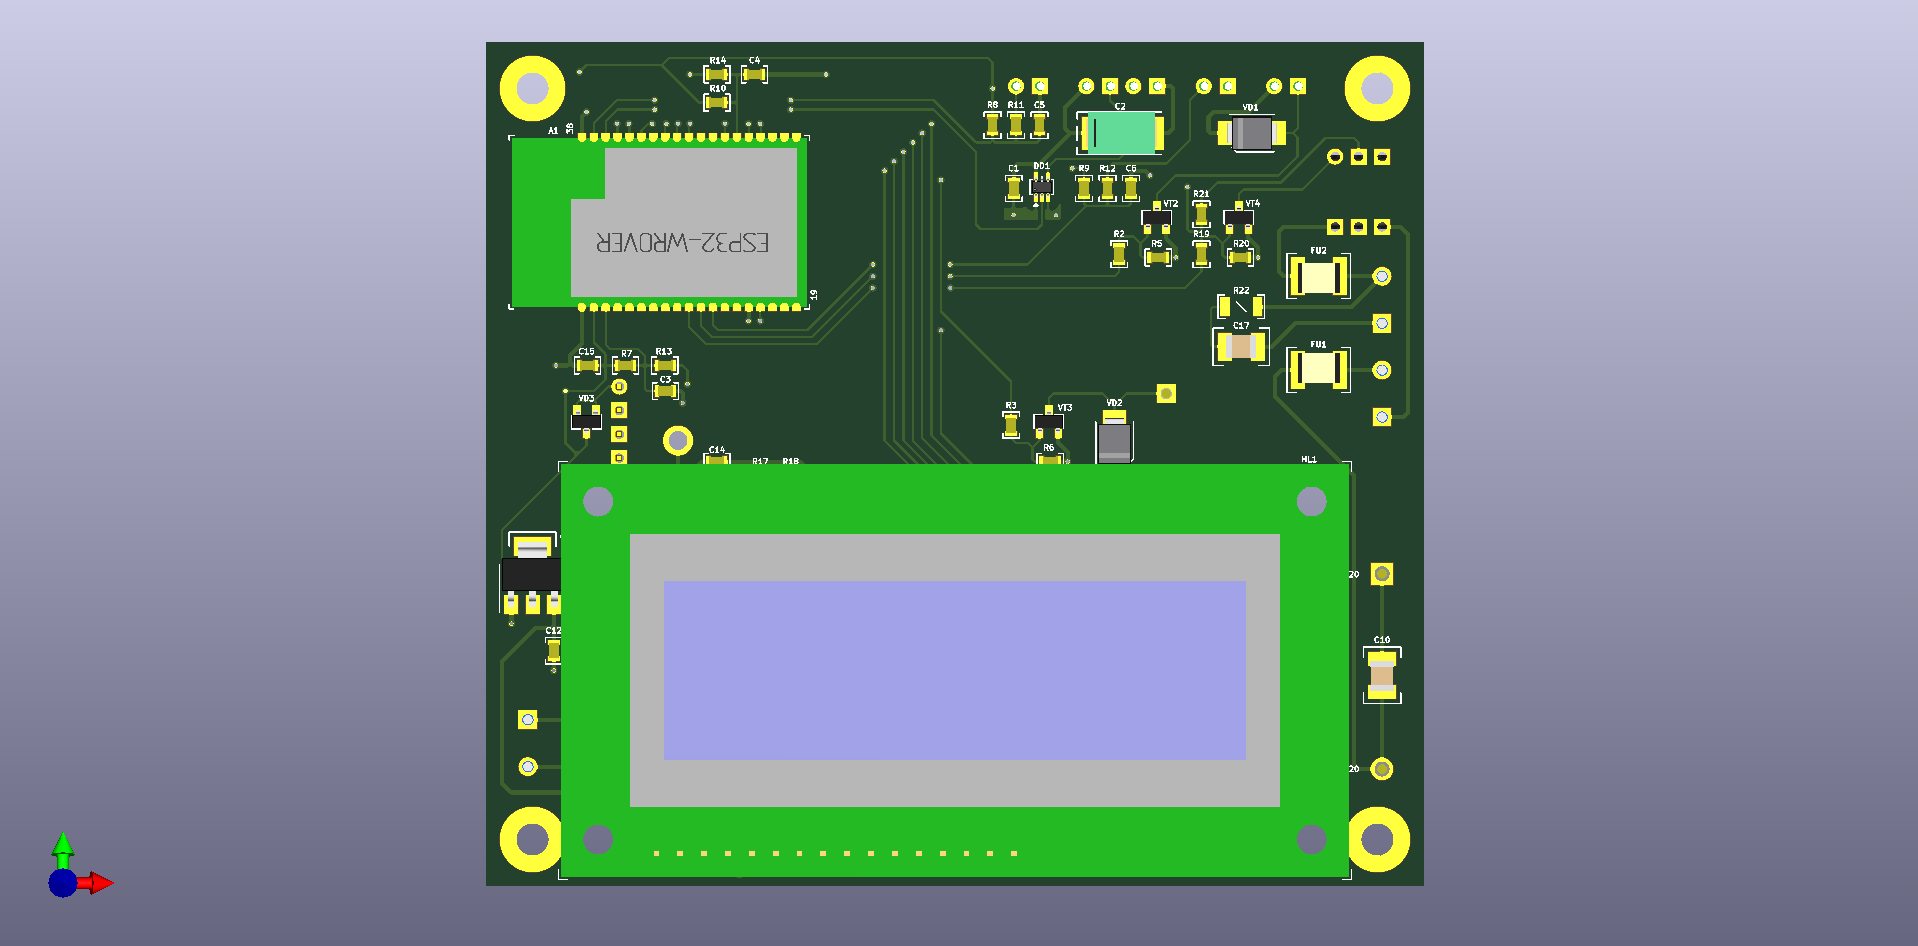 R14 C4
R10
38
A1
R8 R11 C5
C2
VD1
C1 DD1 R9 R12 C6
VT2 R21 VT4
ESP32-WROVER
R2 R5 R19 R20
FU2
19
R22
C17
FU1
C15 R7 R13
C3
VD3
R3 VT3 VD2
C14 R17 R18
R6
HL1
20
C12
C10
20